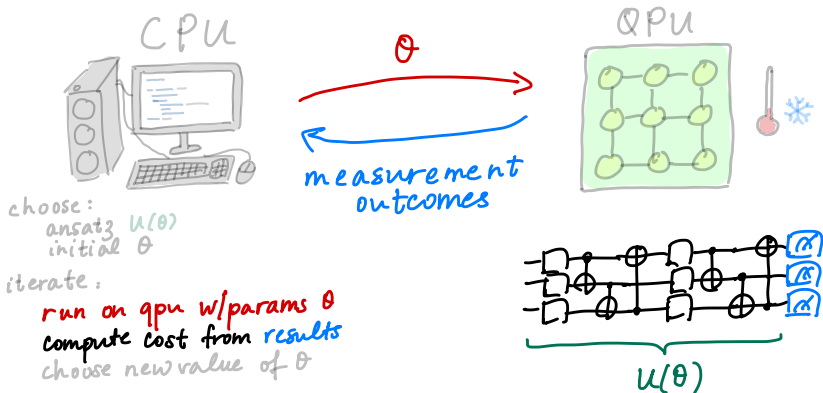 CPU
θ
QPU
measurement
outcomes
choose:
ansatz U(θ)
initial θ
iterate:
run on qpu w/params θ
compute cost from results
choose new value of θ
U(θ)